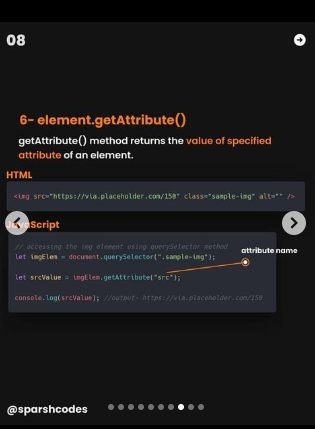 08
6- element.getAttribute()
getAttribute() method returns the value of specified
attribute of an element.
HTML
<img src="https://via.placeholder.com/150" class="sample-img" alt="" />
JavaScript
// accessing the img element using querySelector method
let imgElem = document.querySelector(".sample-img");
attribute name
let srcValue = imgElem.getAttribute("src");
console.log(srcValue); //output- https://via.placeholder.com/150
@sparshcodes